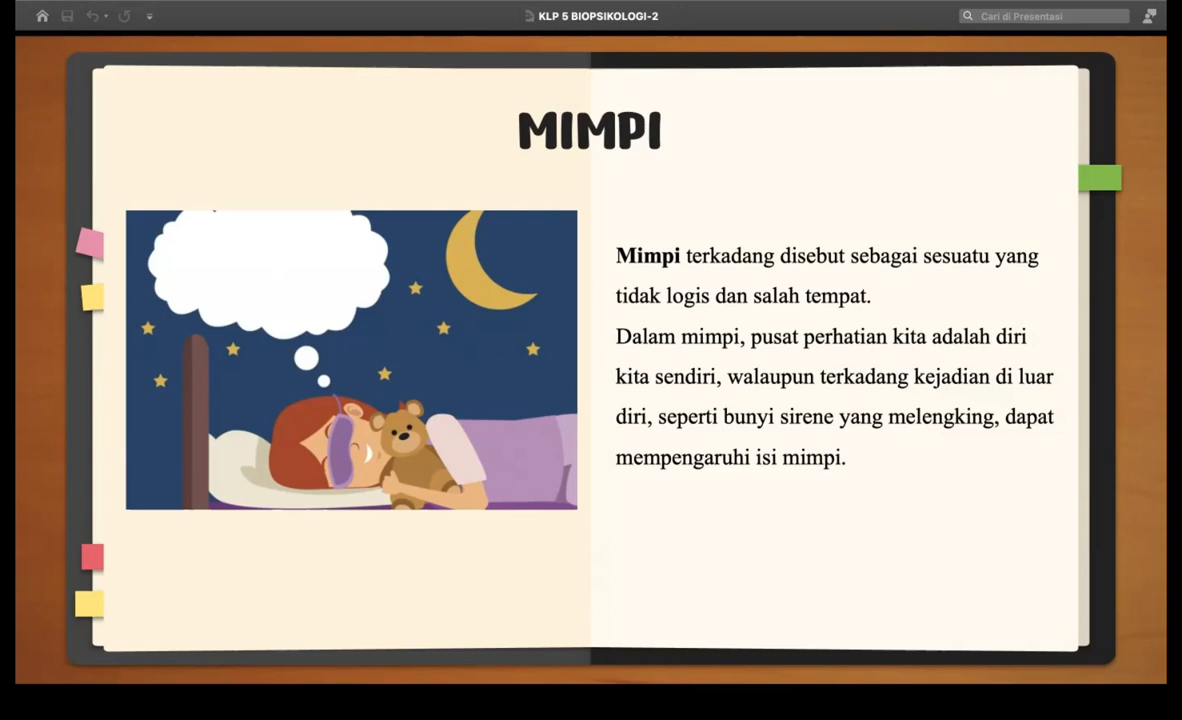 KLP 5 BIOPSIKOLOGI-2
Cari di Presentasi
MIMPI
Mimpi terkadang disebut sebagai sesuatu yang
tidak logis dan salah tempat.
Dalam mimpi, pusat perhatian kita adalah diri
kita sendiri, walaupun terkadang kejadian di luar
diri, seperti bunyi sirene yang melengking, dapat
mempengaruhi isi mimpi.